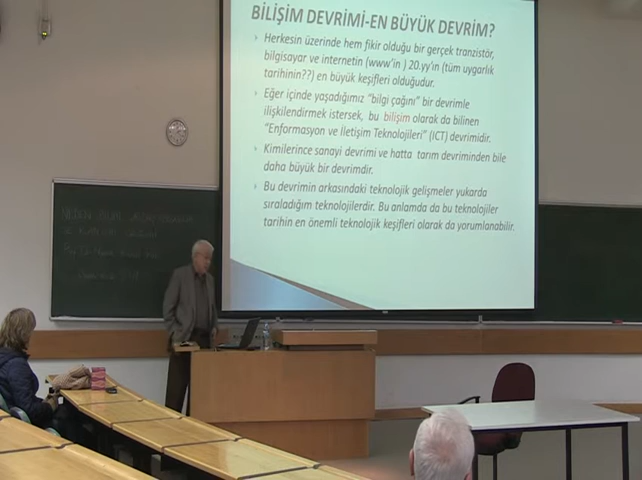 BİLİŞİM DEVRİMİ-EN BÜYÜK DEVRİM?
Herkesin üzerinde hem fikir olduğu bir gerçek tranzistör,
bilgisayar ve internetin (www'in ) 20.yy'ın (tüm uygarlık
tarihinin??) en büyük keşifleri olduğudur.
Eğer içinde yaşadığımız "bilgi çağını" bir devrimle
ilişkilendirmek istersek, bu bilişim olarak da bilinen
"Enformasyon ve İletişim Teknolojileri" (ICT) devrimidir.
Kimilerince sanayi devrimi ve hatta tarım devriminden bile
daha büyük bir devrimdir.
Bu devrimin arkasındaki teknolojik gelişmeler yukarda
sıraladığım teknolojilerdir. Bu anlamda da bu teknolojiler
tarihin en önemli teknolojik keşifleri olarak da yorumlanabilir.
NEDEN